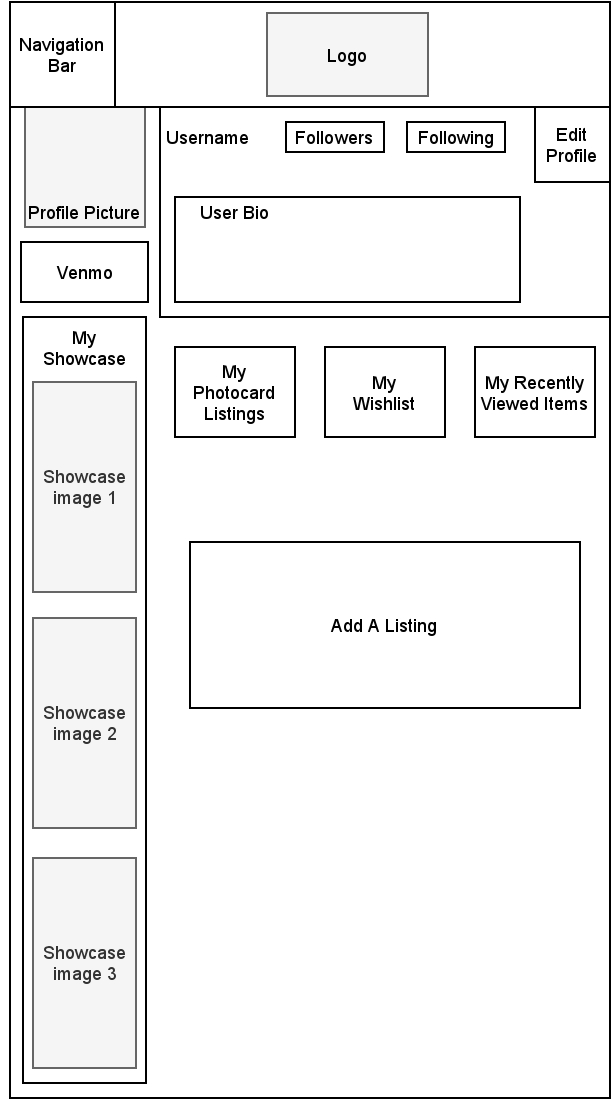 Navigation
Bar
Logo
Profile Picture
Username
Followers
Following
Edit
Profile
User Bio
Venmo
My
Showcase
Showcase
image 1
Showcase
image 2
Showcase
image 3
My
Photocard
Listings
My
Wishlist
My Recently
Viewed Items
Add A Listing